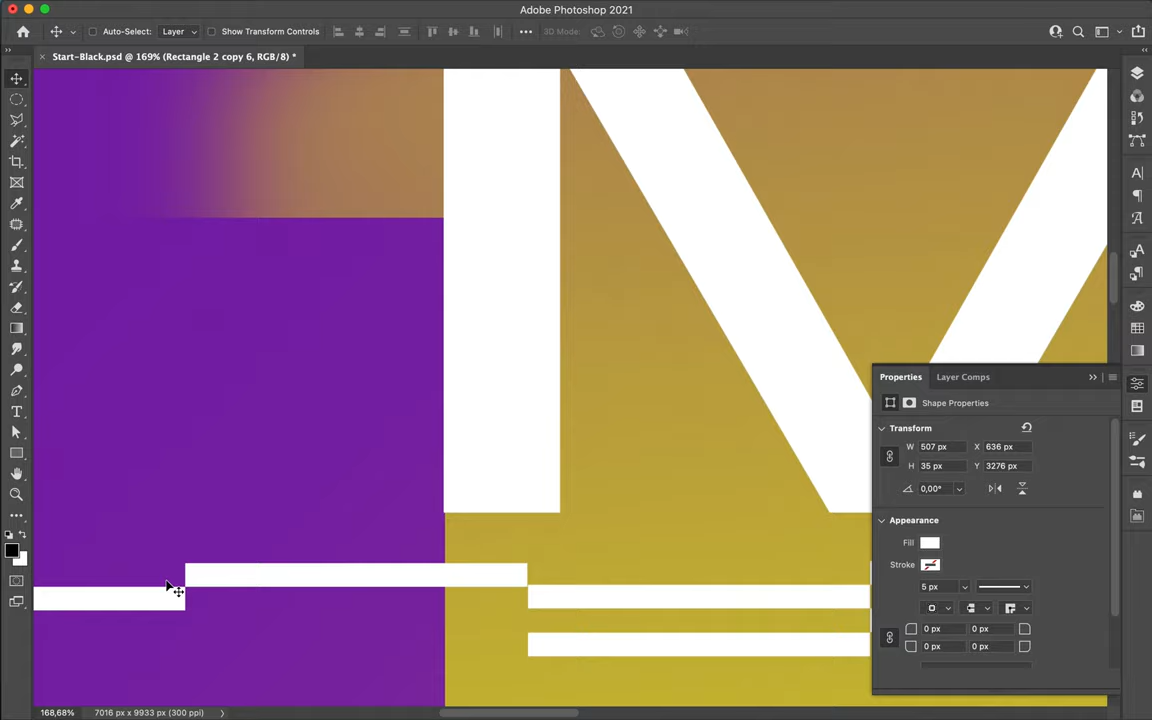 Adobe Photoshop 2021
Auto-Select: Layer Show Transform Controls 3D Mode:
Start-Black.psd @ 169% (Rectangle 2 copy 6, RGB/8) *
Properties Layer Comps
Shape Properties
Transform
W 507 px X 636 px
H 35 px Y 3276 px
0,00°
Appearance
Fill
Stroke
5 px
0 px 0 px
0 px 0 px
168,68% 7016 px x 9933 px (300 ppi)